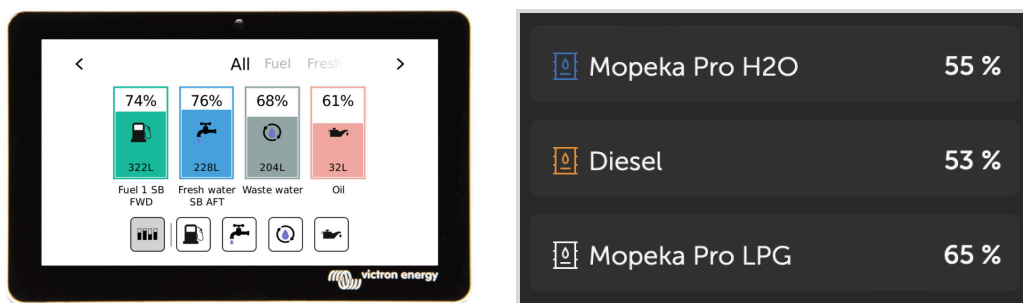 All Fuel Fresh
74% 76% 68% 61%
322L 228L 204L 32L
Fuel 1 SB FWD
Fresh water SB AFT
Waste water
Oil
victron energy
Mopeka Pro H2O 55 %
Diesel 53 %
Mopeka Pro LPG 65 %